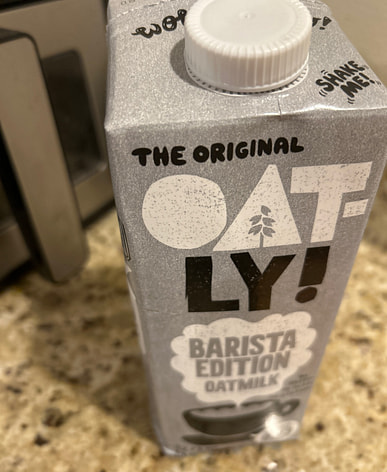 "SHAKE
ME!"
THE ORIGINAL
OAT-
LY!
BARISTA
EDITION
OATMILK